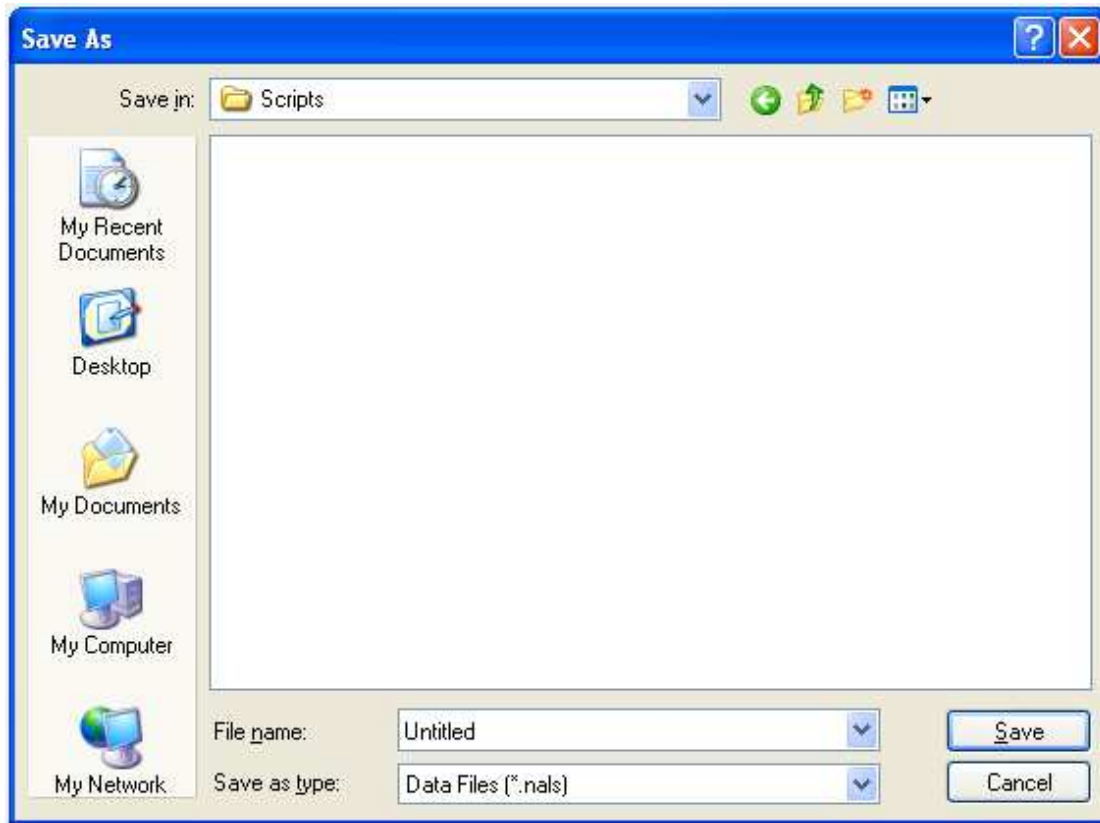 Save As
?
Save in:
Scripts
My Recent
Documents
Desktop
My Documents
My Computer
My Network
File name:
Untitled
Save
Save as type:
Data Files (*.nals)
Cancel